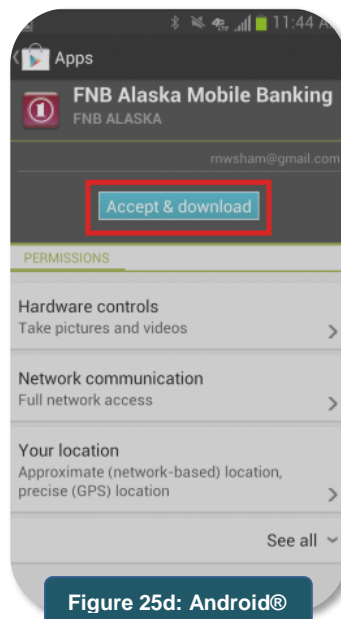 11:44 A
Apps
FNB Alaska Mobile Banking
FNB ALASKA
rnwsham@gmail.com
Accept & download
PERMISSIONS
Hardware controls
Take pictures and videos
Network communication
Full network access
Your location
Approximate (network-based) location,
precise (GPS) location
See all
Figure 25d: Android®